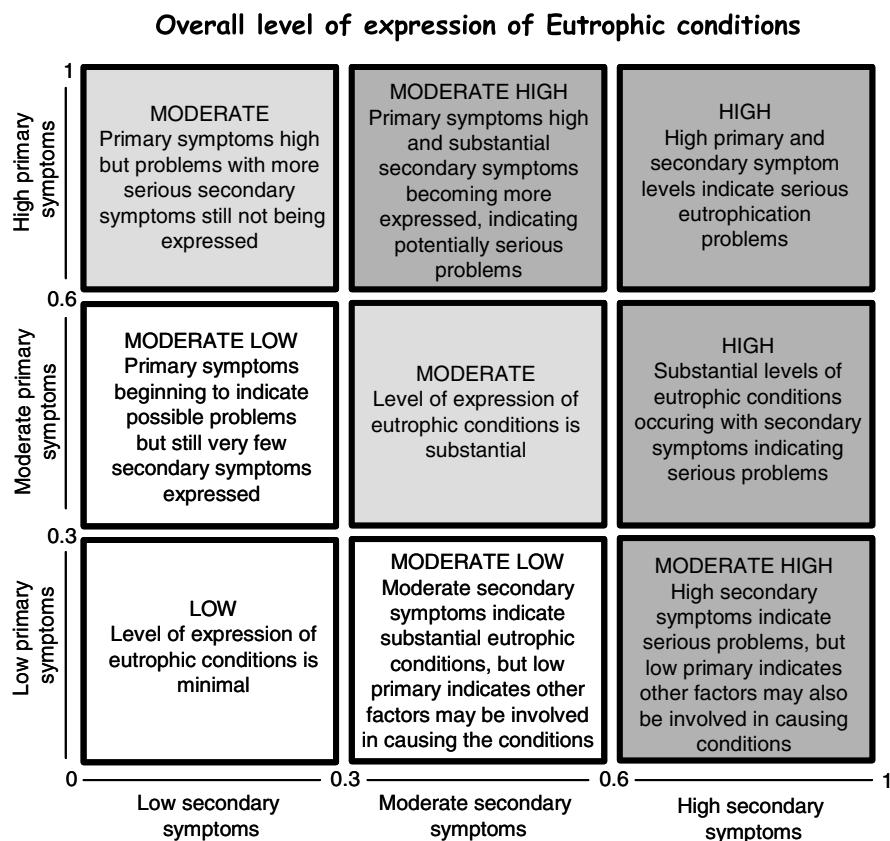 Overall level of expression of Eutrophic conditions
1
High primary
symptoms
MODERATE
Primary symptoms high
but problems with more
serious secondary
symptoms still not being
expressed
MODERATE HIGH
Primary symptoms high
and substantial
secondary symptoms
becoming more
expressed, indicating
potentially serious
problems
HIGH
High primary and
secondary symptom
levels indicate serious
eutrophication
problems
0.6
Moderate primary
symptoms
MODERATE LOW
Primary symptoms
beginning to indicate
possible problems
but still very few
secondary symptoms
expressed
MODERATE
Level of expression of
eutrophic conditions is
substantial
HIGH
Substantial levels of
eutrophic conditions
occuring with secondary
symptoms indicating
serious problems
0.3
Low primary
symptoms
LOW
Level of expression of
eutrophic conditions is
minimal
MODERATE LOW
Moderate secondary
symptoms indicate
substantial eutrophic
conditions, but low
primary indicates other
factors may be involved
in causing the conditions
MODERATE HIGH
High secondary
symptoms indicate
serious problems, but
low primary indicates
other factors may also
be involved in causing
conditions
0
0.3
0.6
1
Low secondary
symptoms
Moderate secondary
symptoms
High secondary
symptoms